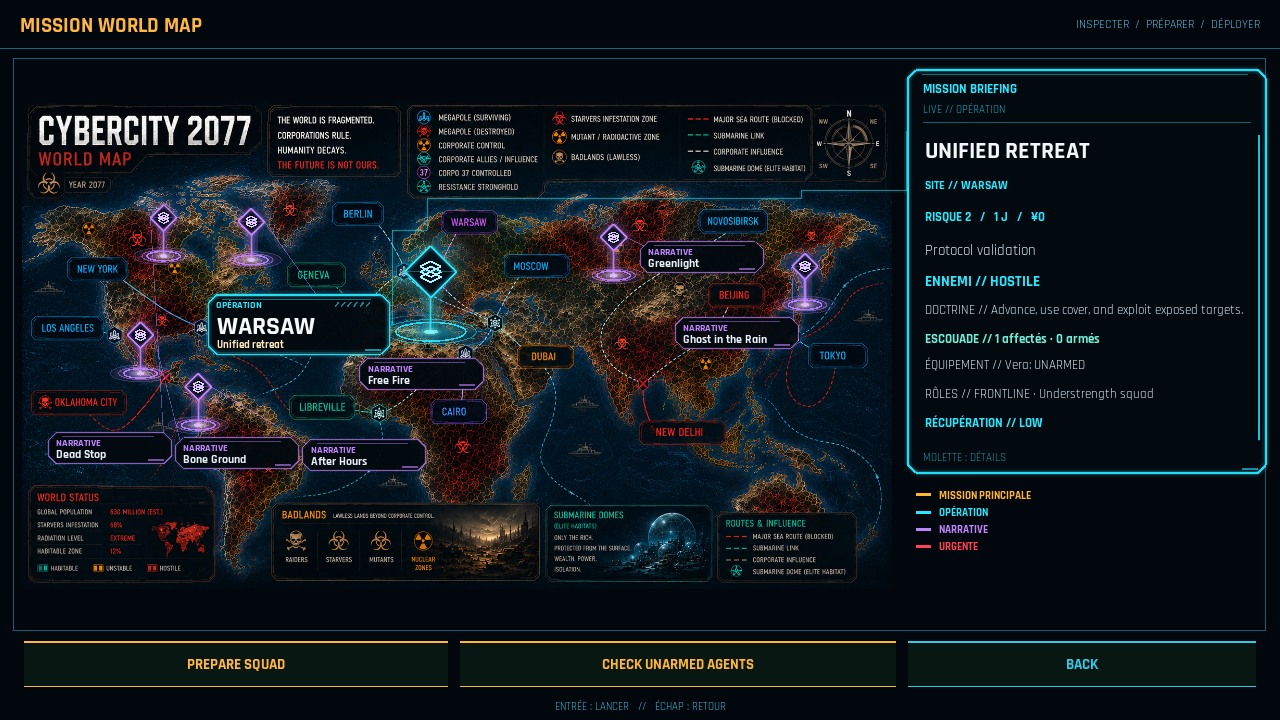 MISSION WORLD MAP
INSPECTER / PRÉPARER / DÉPLOYER
CYBERCITY 2077
WORLD MAP
YEAR 2077
THE WORLD IS FRAGMENTED.
CORPORATIONS RULE.
HUMANITY DECAYS.
THE FUTURE IS NOT OURS.
MEGAPOLE (SURVIVING)
MEGAPOLE (DESTROYED)
CORPORATE CONTROL
CORPORATE ALLIES / INFLUENCE
37 CORPO 37 CONTROLLED
RESISTANCE STRONGHOLD
STARVERS INFESTATION ZONE
MUTANT / RADIOACTIVE ZONE
BADLANDS (LAWLESS)
MAJOR SEA ROUTE (BLOCKED)
SUBMARINE LINK
CORPORATE INFLUENCE
SUBMARINE DOME (ELITE HABITAT)
N
NE
E
SE
S
SW
W
NW
BERLIN
WARSAW
NOVOSIBIRSK
NEW YORK
GENEVA
MOSCOW
NARRATIVE
Greenlight
BEIJING
OPÉRATION
WARSAW
Unified retreat
LOS ANGELES
NARRATIVE
Ghost in the Rain
TOKYO
DUBAI
NARRATIVE
Free Fire
OKLAHOMA CITY
LIBREVILLE
CAIRO
NEW DELHI
NARRATIVE
Dead Stop
NARRATIVE
Bone Ground
NARRATIVE
After Hours
WORLD STATUS
GLOBAL POPULATION 630 MILLION (EST.)
STARVERS INFESTATION 68%
RADIATION LEVEL EXTREME
HABITABLE ZONE 12%
HABITABLE UNSTABLE HOSTILE
BADLANDS LAWLESS LANDS BEYOND CORPORATE CONTROL.
RAIDERS
STARVERS
MUTANTS
NUCLEAR
ZONES
SUBMARINE DOMES
(ELITE HABITATS)
ONLY THE RICH.
PROTECTED FROM THE SURFACE.
WEALTH. POWER.
ISOLATION.
ROUTES & INFLUENCE
MAJOR SEA ROUTE (BLOCKED)
SUBMARINE LINK
CORPORATE INFLUENCE
SUBMARINE DOME (ELITE HABITAT)
MISSION BRIEFING
LIVE // OPÉRATION
UNIFIED RETREAT
SITE // WARSAW
RISQUE 2 / 1 J / ¥0
Protocol validation
ENNEMI // HOSTILE
DOCTRINE // Advance, use cover, and exploit exposed targets.
ESCOUADE // 1 affectés · 0 armés
ÉQUIPEMENT // Vera: UNARMED
RÔLES // FRONTLINE · Understrength squad
RÉCUPÉRATION // LOW
MOLETTE : DÉTAILS
MISSION PRINCIPALE
OPÉRATION
NARRATIVE
URGENTE
PREPARE SQUAD
CHECK UNARMED AGENTS
BACK
ENTRÉE : LANCER // ÉCHAP : RETOUR